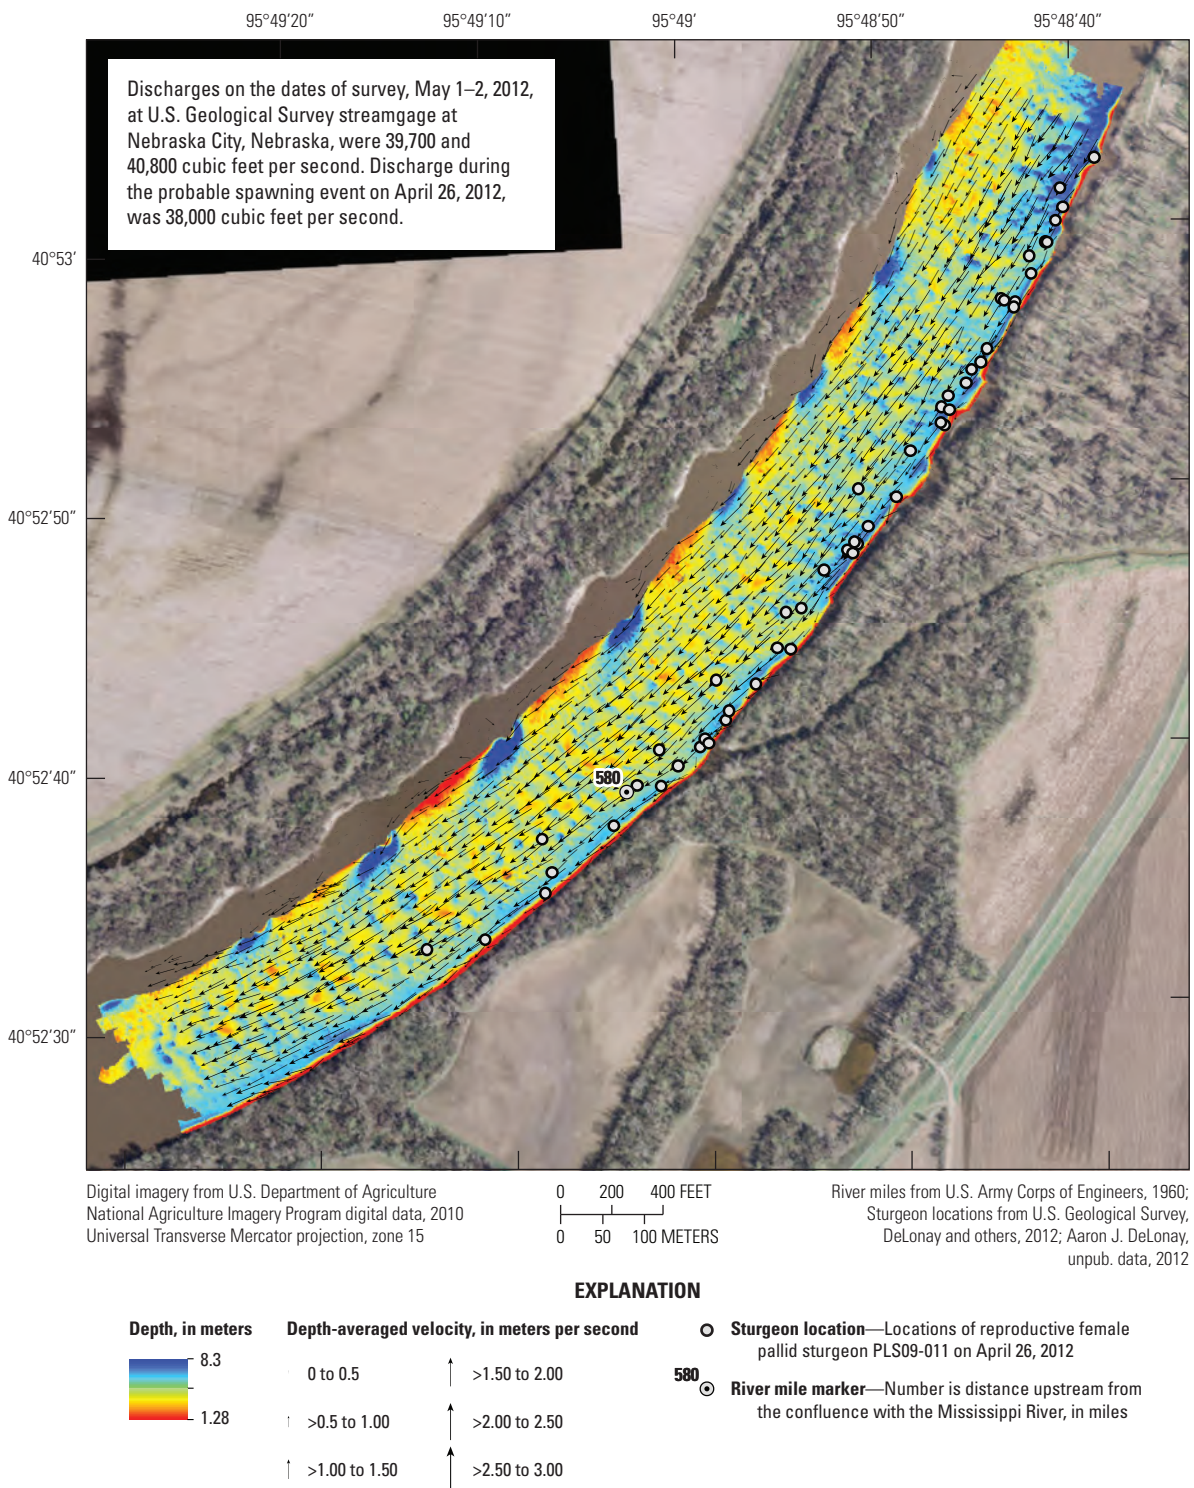 95°49'20" 95°49'10" 95°49' 95°48'50" 95°48'40"
Discharges on the dates of survey, May 1–2, 2012,
at U.S. Geological Survey streamgage at
Nebraska City, Nebraska, were 39,700 and
40,800 cubic feet per second. Discharge during
the probable spawning event on April 26, 2012,
was 38,000 cubic feet per second.
40°53'
40°52'50"
40°52'40"
580
40°52'30"
Digital imagery from U.S. Department of Agriculture
National Agriculture Imagery Program digital data, 2010
Universal Transverse Mercator projection, zone 15
0 200 400 FEET
0 50 100 METERS
River miles from U.S. Army Corps of Engineers, 1960;
Sturgeon locations from U.S. Geological Survey,
DeLonay and others, 2012; Aaron J. DeLonay,
unpub. data, 2012
EXPLANATION
Depth, in meters
8.3
1.28
Depth-averaged velocity, in meters per second
0 to 0.5
>0.5 to 1.00
>1.00 to 1.50
>1.50 to 2.00
>2.00 to 2.50
>2.50 to 3.00
Sturgeon location—Locations of reproductive female
pallid sturgeon PLS09-011 on April 26, 2012
580
River mile marker—Number is distance upstream from
the confluence with the Mississippi River, in miles